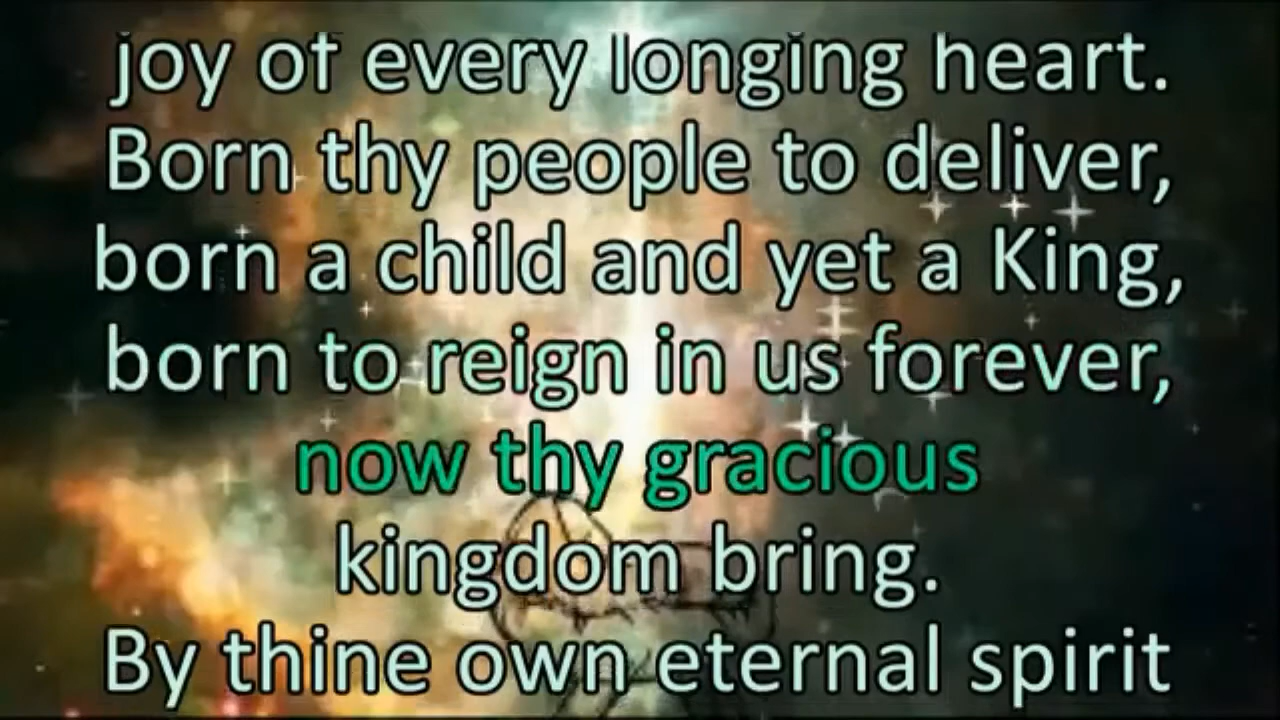 joy of every longing heart.
Born thy people to deliver,
born a child and yet a King,
born to reign in us forever,
now thy gracious
kingdom bring.
By thine own eternal spirit